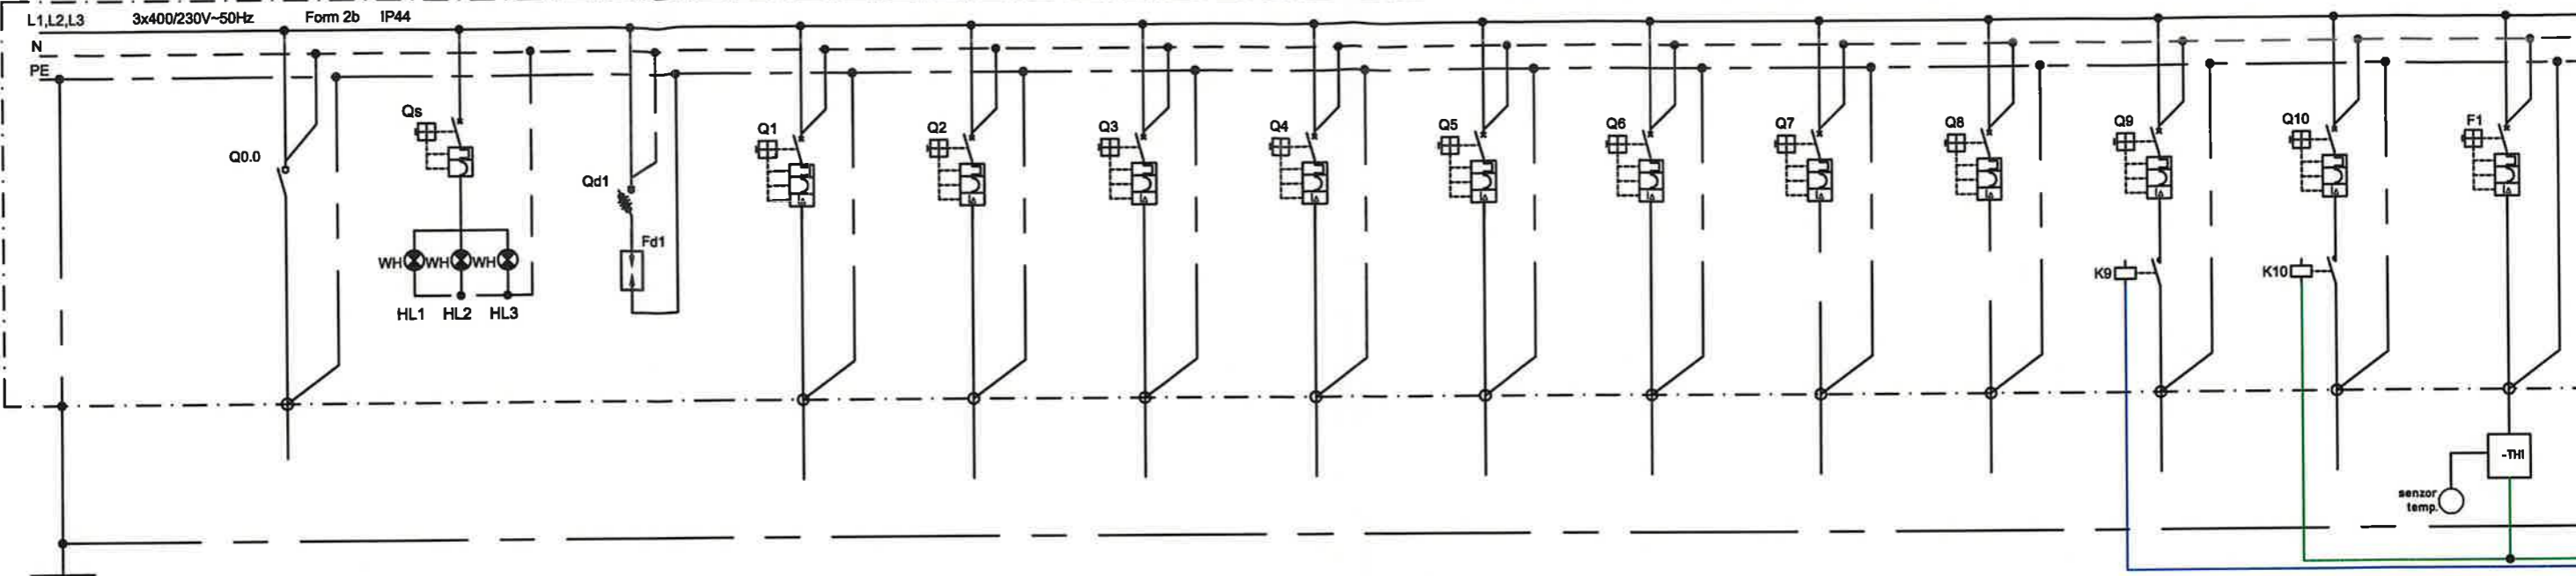 L1,L2,L3 3x400/230V~50Hz Form 2b IP44
N
PE
Qs
Q0.0
Qd1
Fd1
WH WH WH
HL1 HL2 HL3
Q1 Q2 Q3 Q4 Q5 Q6 Q7 Q8 Q9 Q10 F1
K9 K10
-TH1
senzor
temp.